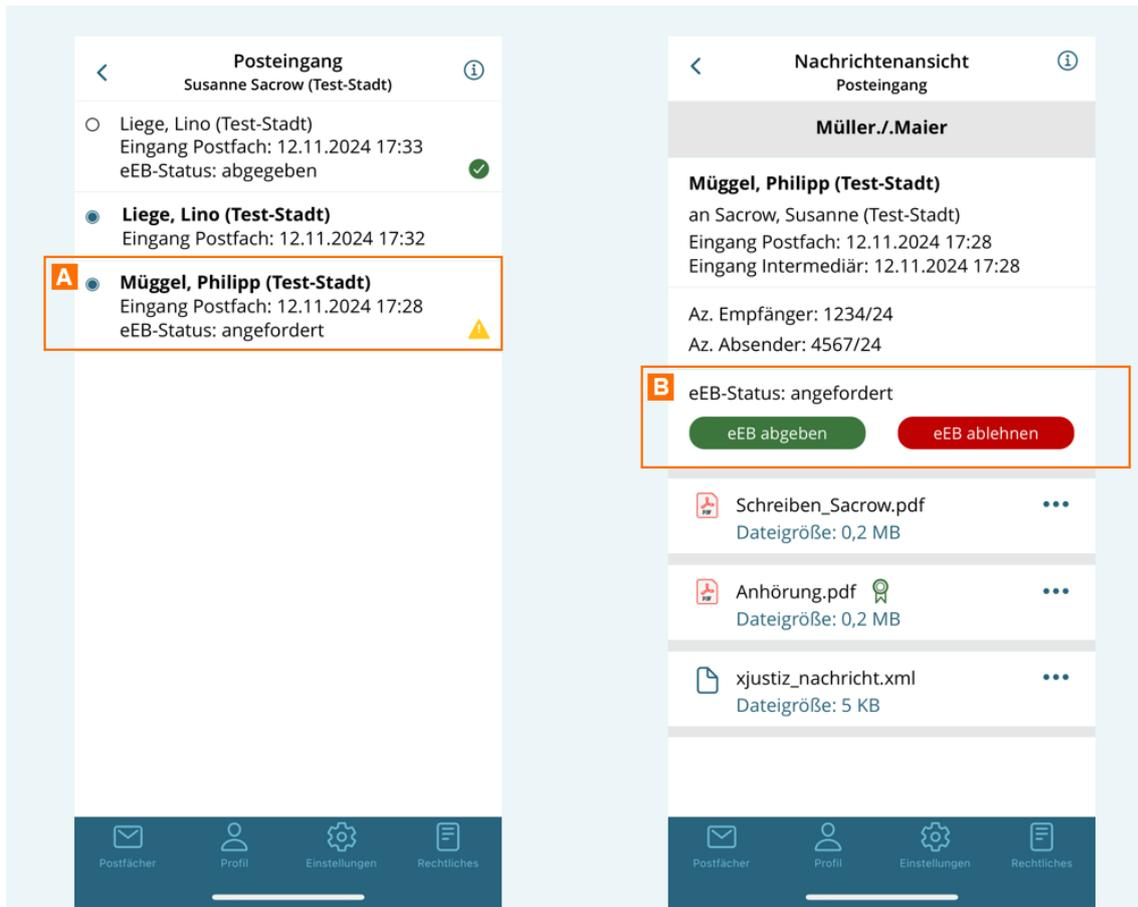 Posteingang
Susanne Sacrow (Test-Stadt)
Liege, Lino (Test-Stadt)
Eingang Postfach: 12.11.2024 17:33
eEB-Status: abgegeben
Liege, Lino (Test-Stadt)
Eingang Postfach: 12.11.2024 17:32
A
Müggel, Philipp (Test-Stadt)
Eingang Postfach: 12.11.2024 17:28
eEB-Status: angefordert
Postfächer Profil Einstellungen Rechtliches
Nachrichtenansicht
Posteingang
Müller./.Maier
Müggel, Philipp (Test-Stadt)
an Sacrow, Susanne (Test-Stadt)
Eingang Postfach: 12.11.2024 17:28
Eingang Intermediär: 12.11.2024 17:28
Az. Empfänger: 1234/24
Az. Absender: 4567/24
B
eEB-Status: angefordert
eEB abgeben eEB ablehnen
PDF Schreiben_Sacrow.pdf
Dateigröße: 0,2 MB
PDF Anhörung.pdf
Dateigröße: 0,2 MB
xjustiz_nachricht.xml
Dateigröße: 5 KB
Postfächer Profil Einstellungen Rechtliches